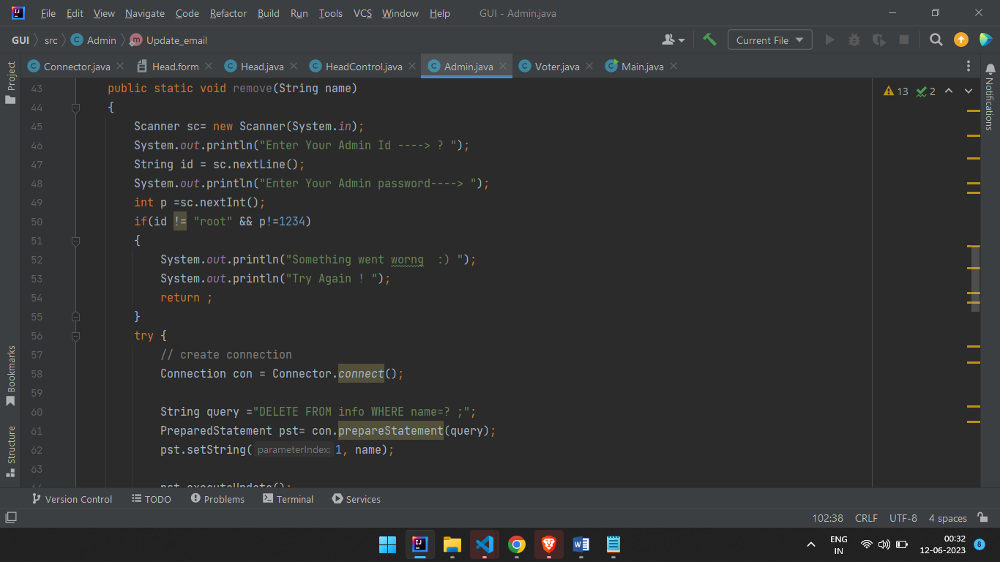 File Edit View Navigate Code Refactor Build Run Tools VCS Window Help GUI - Admin.java
GUI src Admin Update_email Current File
Connector.java Head.form Head.java HeadControl.java Admin.java Voter.java Main.java
Project
Bookmarks
Structure
Notifications
13 2
43 public static void remove(String name)
44 {
45 Scanner sc= new Scanner(System.in);
46 System.out.println("Enter Your Admin Id ----> ? ");
47 String id = sc.nextLine();
48 System.out.println("Enter Your Admin password----> ");
49 int p =sc.nextInt();
50 if(id != "root" && p!=1234)
51 {
52 System.out.println("Something went worng  :) ");
53 System.out.println("Try Again ! ");
54 return ;
55 }
56 try {
57 // create connection
58 Connection con = Connector.connect();
59
60 String query ="DELETE FROM info WHERE name=? ;";
61 PreparedStatement pst= con.prepareStatement(query);
62 pst.setString( parameterIndex: 1, name);
63
64 pst.executeUpdate();
Version Control TODO Problems Terminal Services
102:38 CRLF UTF-8 4 spaces
ENG
IN
00:32
12-06-2023
8